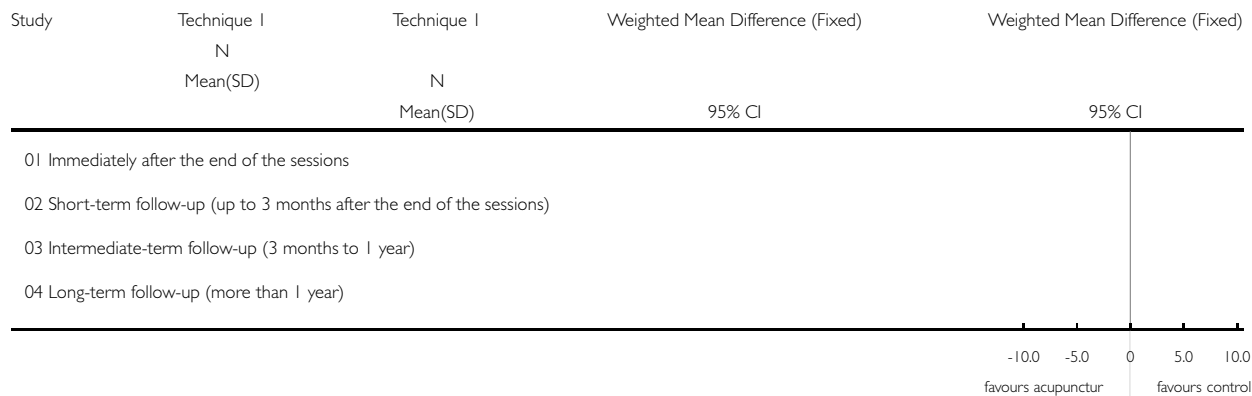 Study Technique 1 Technique 1 Weighted Mean Difference (Fixed) Weighted Mean Difference (Fixed)
N
Mean(SD) N
Mean(SD) 95% CI 95% CI
01 Immediately after the end of the sessions
02 Short-term follow-up (up to 3 months after the end of the sessions)
03 Intermediate-term follow-up (3 months to 1 year)
04 Long-term follow-up (more than 1 year)
-10.0 -5.0 0 5.0 10.0
favours acupunctur favours control